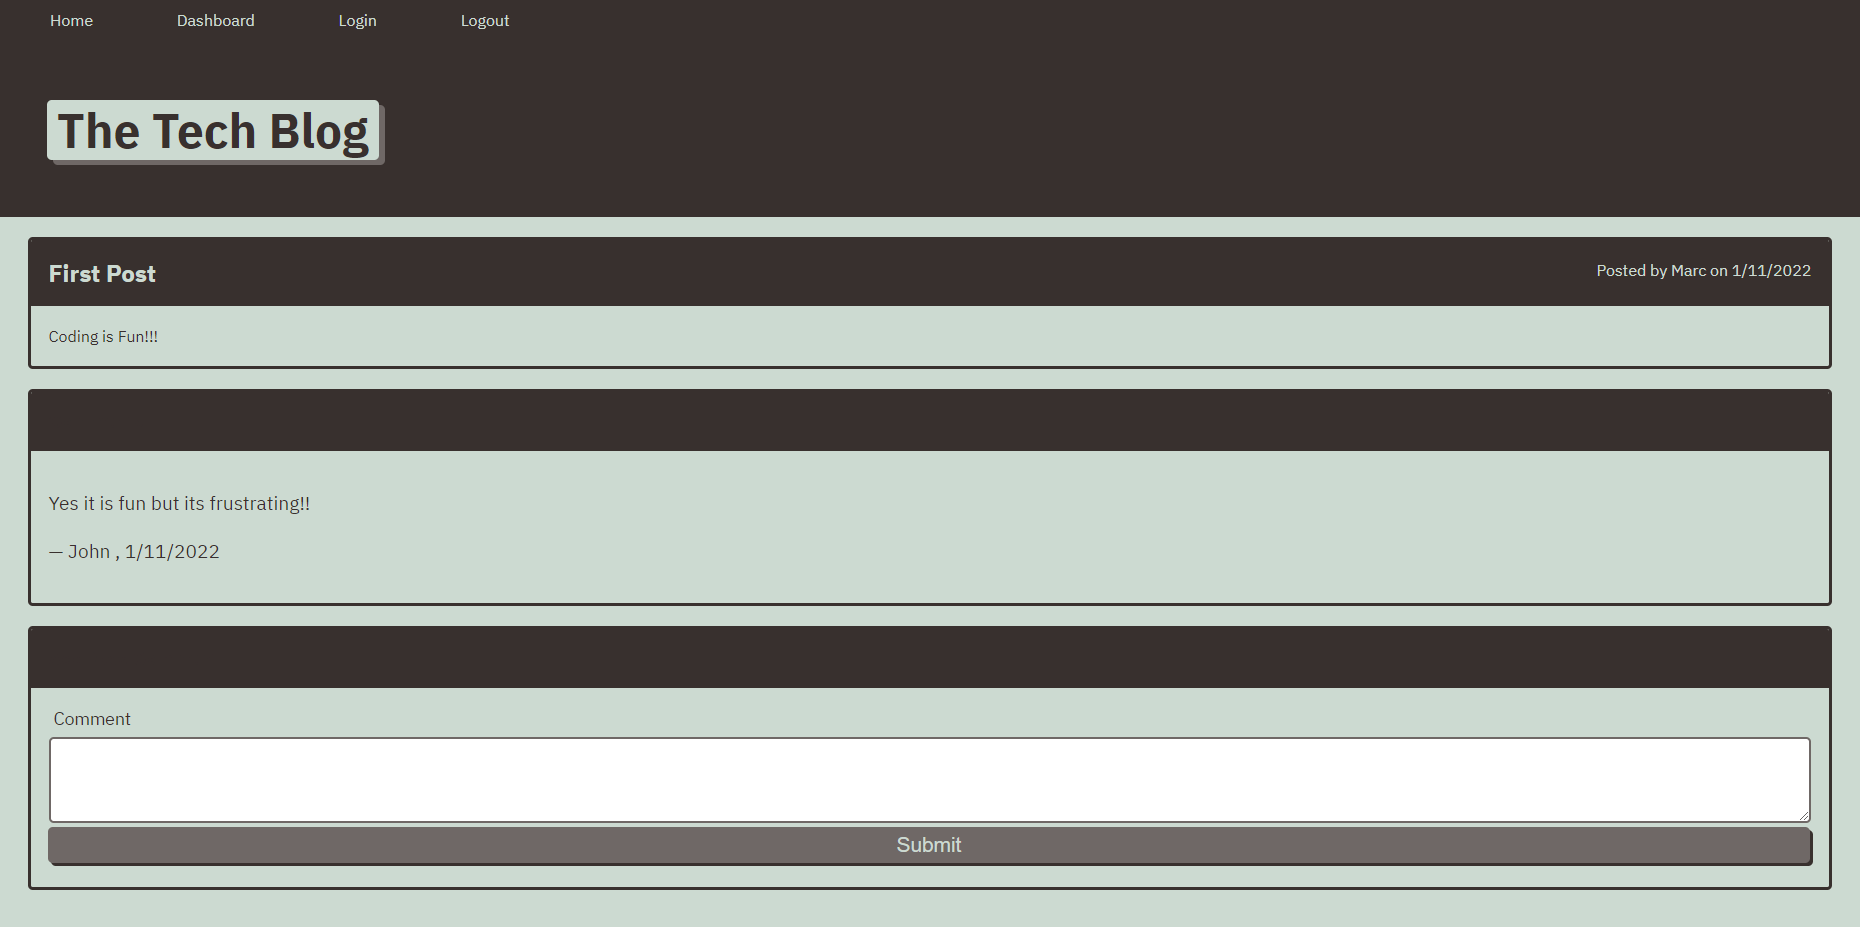 Home Dashboard Login Logout
The Tech Blog
First Post Posted by Marc on 1/11/2022
Coding is Fun!!!
Yes it is fun but its frustrating!!
— John , 1/11/2022
Comment
Submit